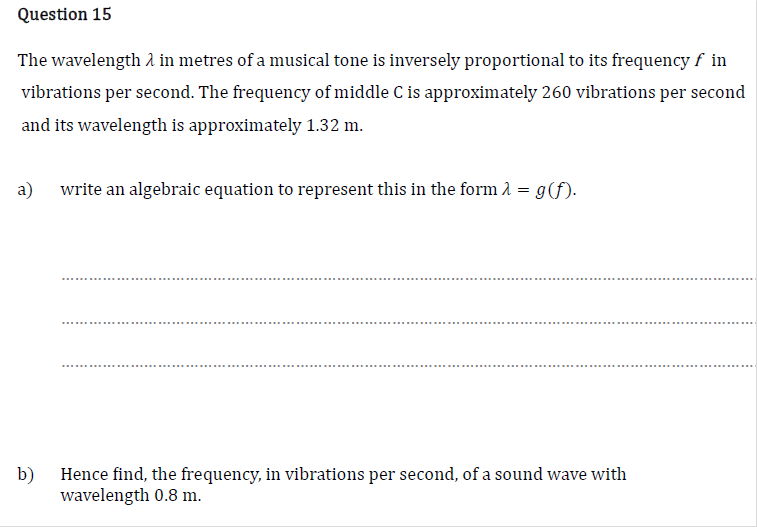 Question 15
The wavelength λ in metres of a musical tone is inversely proportional to its frequency f in
vibrations per second. The frequency of middle C is approximately 260 vibrations per second
and its wavelength is approximately 1.32 m.
a) write an algebraic equation to represent this in the form λ = g(f).
b) Hence find, the frequency, in vibrations per second, of a sound wave with
wavelength 0.8 m.